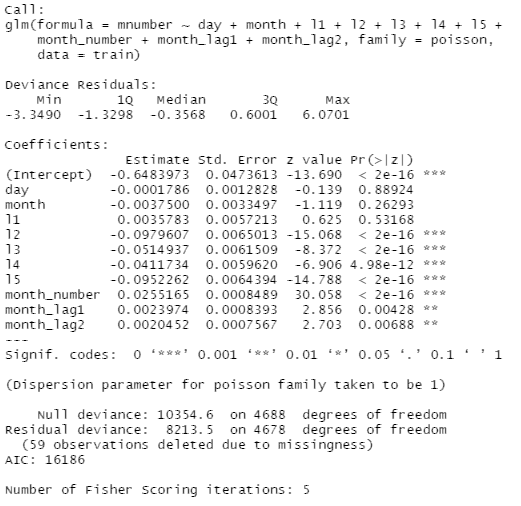 Call:
glm(formula = mnumber ~ day + month + l1 + l2 + l3 + l4 + l5 +
    month_number + month_lag1 + month_lag2, family = poisson,
    data = train)
Deviance Residuals:
    Min      1Q  Median      3Q     Max
-3.3490 -1.3298 -0.3568  0.6001  6.0701
Coefficients:
               Estimate Std. Error z value Pr(>|z|)
(Intercept)  -0.6483973  0.0473613 -13.690  < 2e-16 ***
day          -0.0001786  0.0012828  -0.139  0.88924
month        -0.0037500  0.0033497  -1.119  0.26293
l1            0.0035783  0.0057213   0.625  0.53168
l2           -0.0979607  0.0065013 -15.068  < 2e-16 ***
l3           -0.0514937  0.0061509  -8.372  < 2e-16 ***
l4           -0.0411734  0.0059620  -6.906 4.98e-12 ***
l5           -0.0952262  0.0064394 -14.788  < 2e-16 ***
month_number  0.0255165  0.0008489  30.058  < 2e-16 ***
month_lag1    0.0023974  0.0008393   2.856  0.00428 **
month_lag2    0.0020452  0.0007567   2.703  0.00688 **
---
Signif. codes:  0 ‘***’ 0.001 ‘**’ 0.01 ‘*’ 0.05 ‘.’ 0.1 ‘ ’ 1
(Dispersion parameter for poisson family taken to be 1)
    Null deviance: 10354.6  on 4688  degrees of freedom
Residual deviance:  8213.5  on 4678  degrees of freedom
  (59 observations deleted due to missingness)
AIC: 16186
Number of Fisher Scoring iterations: 5